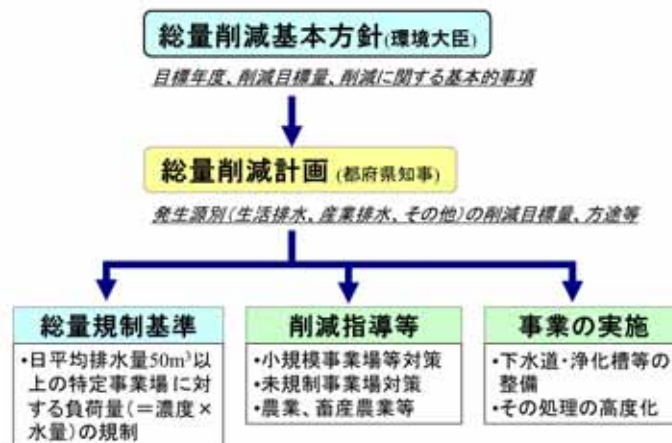 総量削減基本方針(環境大臣)
目標年度、削減目標量、削減に関する基本的事項
総量削減計画 (都府県知事)
発生源別(生活排水、産業排水、その他)の削減目標量、方途等
総量規制基準
・日平均排水量50m³以
上の特定事業場に対
する負荷量(=濃度×
水量)の規制
削減指導等
・小規模事業場等対策
・未規制事業場対策
・農業、畜産農業等
事業の実施
・下水道・浄化槽等の
整備
・その処理の高度化